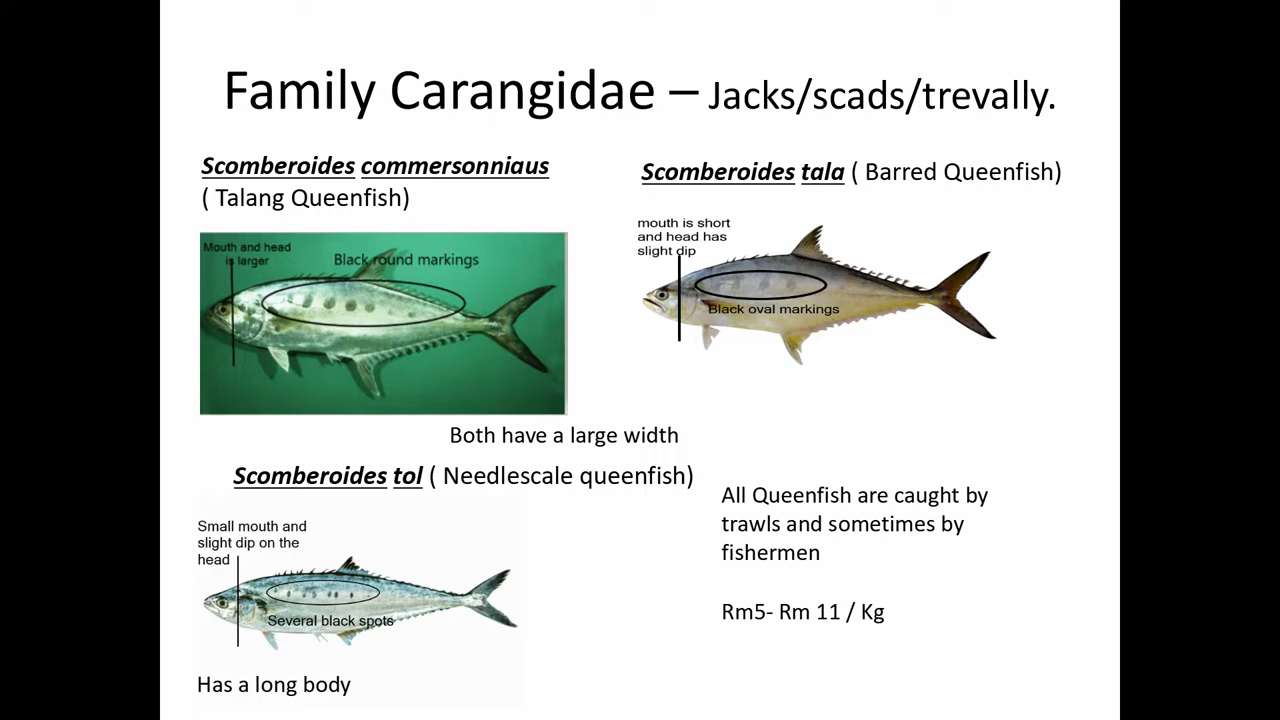 Family Carangidae – Jacks/scads/trevally.
Scomberoides commersonniaus
( Talang Queenfish)
Mouth and head
is larger
Black round markings
Scomberoides tala ( Barred Queenfish)
mouth is short
and head has
slight dip
Black oval markings
Both have a large width
Scomberoides tol ( Needlescale queenfish)
Small mouth and
slight dip on the
head
Several black spots
Has a long body
All Queenfish are caught by
trawls and sometimes by
fishermen
Rm5- Rm 11 / Kg